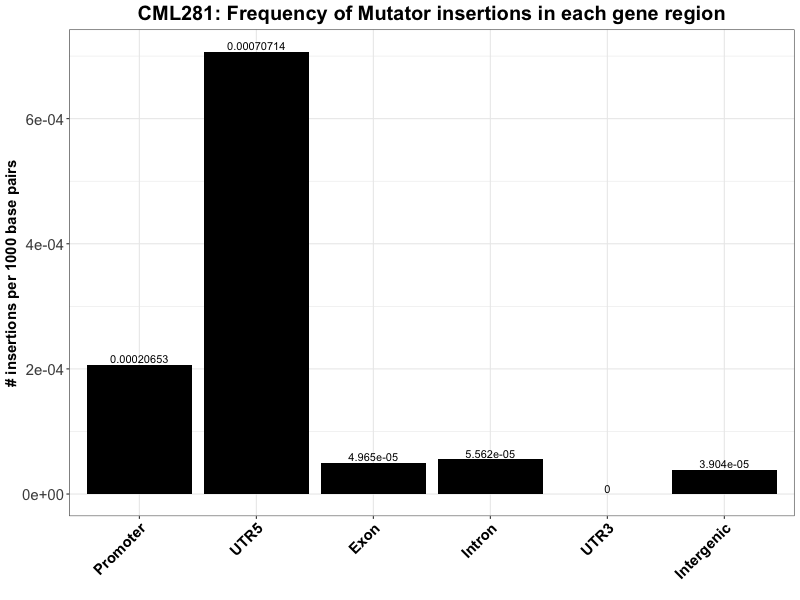 CML281: Frequency of Mutator insertions in each gene region
# insertions per 1000 base pairs
6e-04
4e-04
2e-04
0e+00
0.00020653
0.00070714
4.965e-05
5.562e-05
0
3.904e-05
Promoter
UTR5
Exon
Intron
UTR3
Intergenic